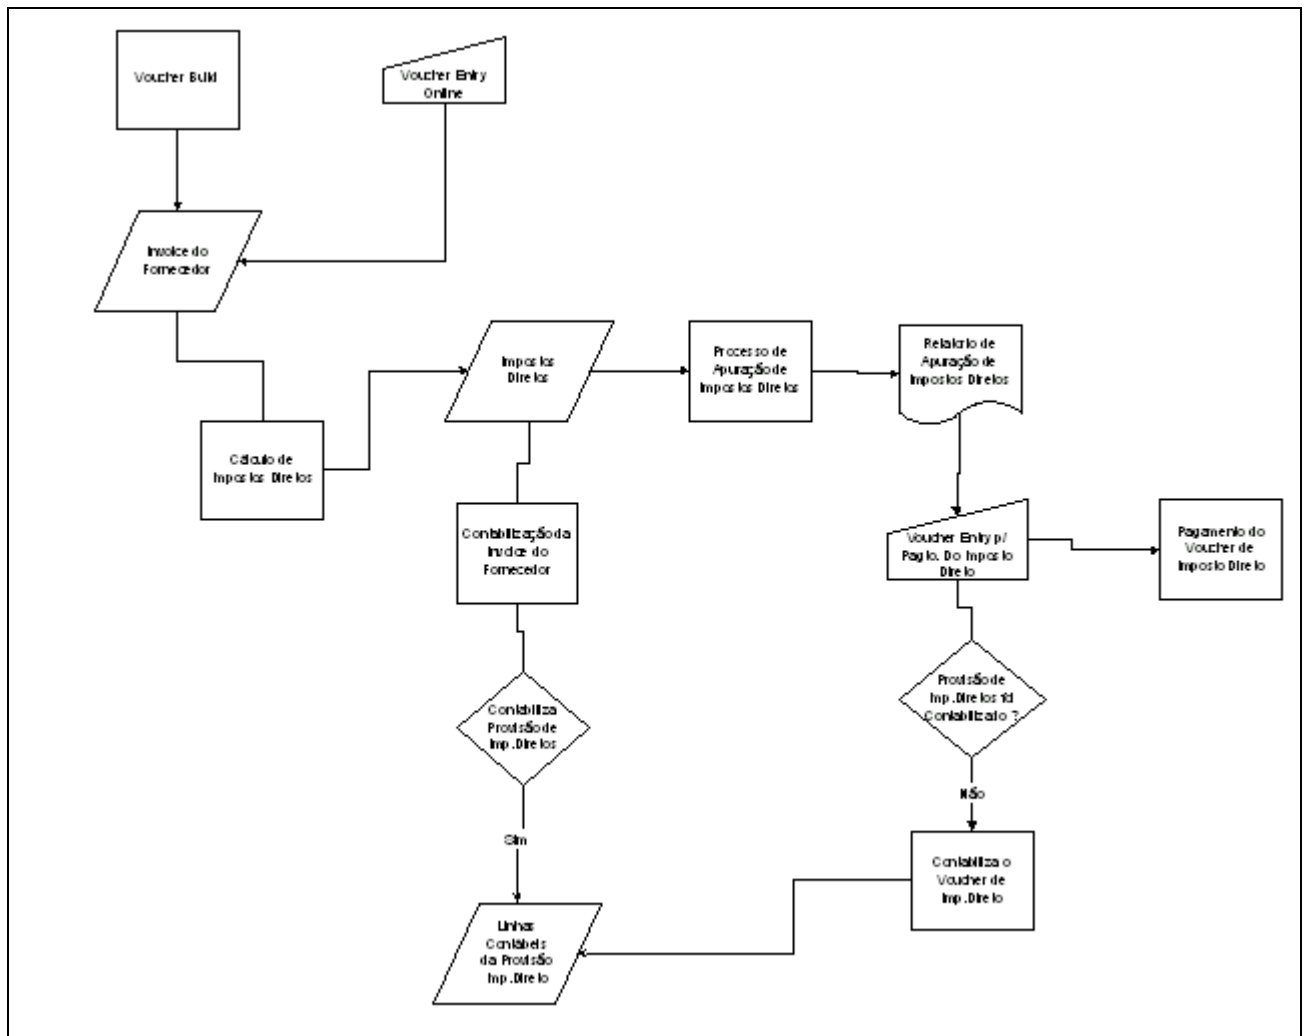 Voucher Build
Voucher Entry
Online
Invoice do
Fornecedor
Impostos
Diretos
Processo de
Apuração de
Impostos Diretos
Relatorio de
Apuração de
Impostos Diretos
Cálculo de
Impostos Diretos
Contabilização da
Invoice do
Fornecedor
Voucher Entry p/
Pagto. Do Imposto
Direto
Pagamento do
Voucher de
Imposto Direto
Contabiliza
Provisão de
Imp.Diretos
Provisão de
Imp.Diretos
Contabilizado ?
Sim
Não
Contabiliza o
Voucher de
Imp.Direto
Linhas
Contábeis
da Provisão
Imp.Direto